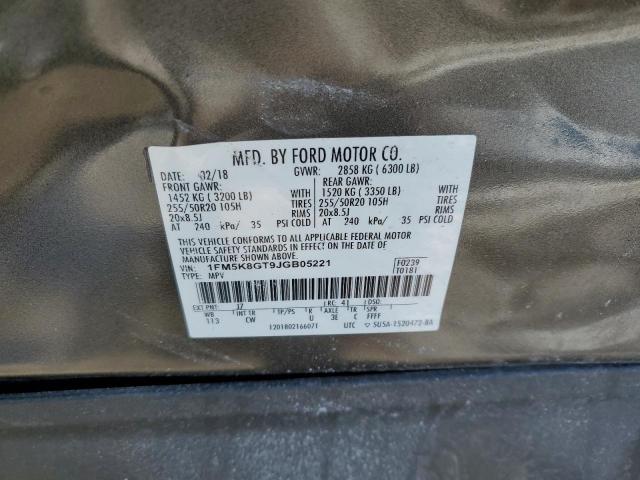 MFD. BY FORD MOTOR CO.
DATE: 02/18 GVWR: 2858 KG ( 6300 LB)
FRONT GAWR: REAR GAWR:
1452 KG ( 3200 LB) WITH 1520 KG ( 3350 LB) WITH
255/50R20 105H TIRES 255/50R20 105H TIRES
20x8.5J RIMS 20x8.5J RIMS
AT 240 kPa/ 35 PSI COLD AT 240 kPa/ 35 PSI COLD
THIS VEHICLE CONFORMS TO ALL APPLICABLE FEDERAL MOTOR
VEHICLE SAFETY STANDARDS IN EFFECT ON THE DATE OF
MANUFACTURE SHOWN ABOVE.
VIN: 1FM5K8GT9JGB05221 F0239
TYPE: MPV T0181
EXT PNT: J7 RC: 41 DSO:
WB INT TR TP/PS R AXLE TR SPR
113 CW U 3E C FFFF
1201802166071 UTC 5U5A-1520472-BA